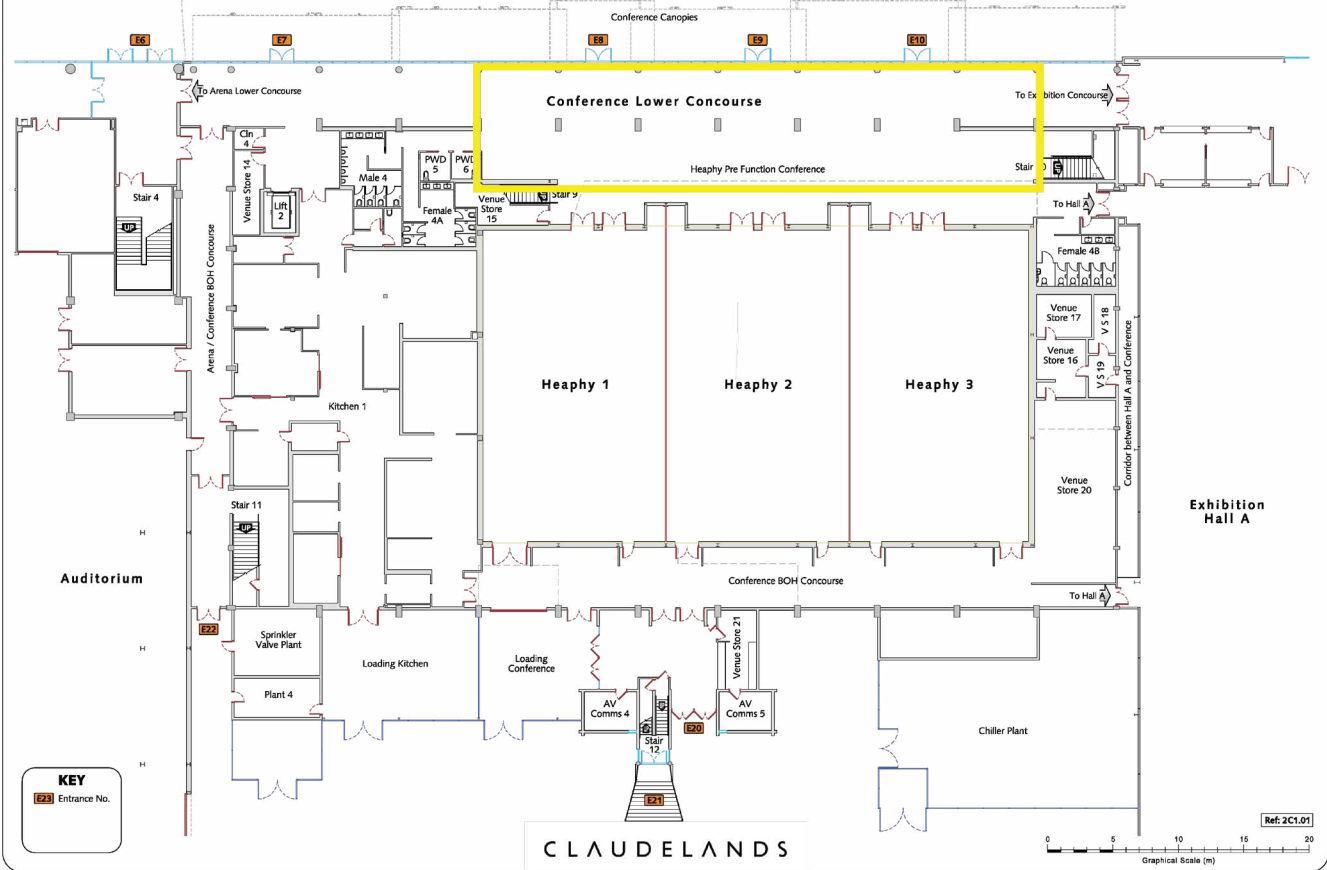 Conference Canopies
E6
E7
E8
E9
E10
To Arena Lower Concourse
Conference Lower Concourse
To Exhibition Concourse
Cln
4
PWD
5
PWD
6
Male 4
Venue Store 14
Heaphy Pre Function Conference
Stair
UP
Stair 4
UP
Lift
2
Female
4A
Venue
Store
15
UP
Stair 9
To Hall A
Female 4B
Arena / Conference BOH Concourse
Venue
Store 17
V S 18
Venue
Store 16
V S 19
Corridor between Hall A and Conference
Heaphy 1
Heaphy 2
Heaphy 3
Kitchen 1
Venue
Store 20
Exhibition
Hall A
Stair 11
UP
Auditorium
Conference BOH Concourse
To Hall A
E22
Sprinkler
Valve Plant
Loading Kitchen
Loading
Conference
Venue Store 21
Plant 4
AV
Comms 4
AV
Comms 5
E20
Stair
12
Chiller Plant
KEY
E23 Entrance No.
E21
CLAUDELANDS
Ref: 2C1.01
0 5 10 15 20
Graphical Scale (m)